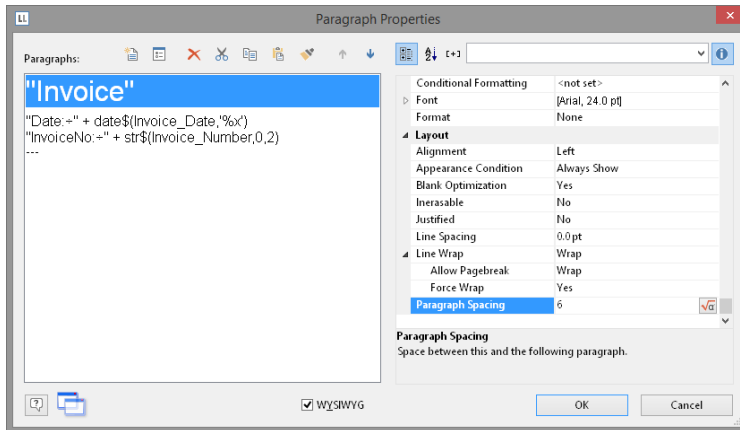 LL Paragraph Properties
Paragraphs:
[+]
"Invoice"
"Date:÷" + date$(Invoice_Date,'%x')
"InvoiceNo:÷" + str$(Invoice_Number,0,2)
---
Conditional Formatting <not set>
Font [Arial, 24.0 pt]
Format None
Layout
Alignment Left
Appearance Condition Always Show
Blank Optimization Yes
Inerasable No
Justified No
Line Spacing 0.0 pt
Line Wrap Wrap
Allow Pagebreak Wrap
Force Wrap Yes
Paragraph Spacing 6
Paragraph Spacing
Space between this and the following paragraph.
WYSIWYG
OK
Cancel